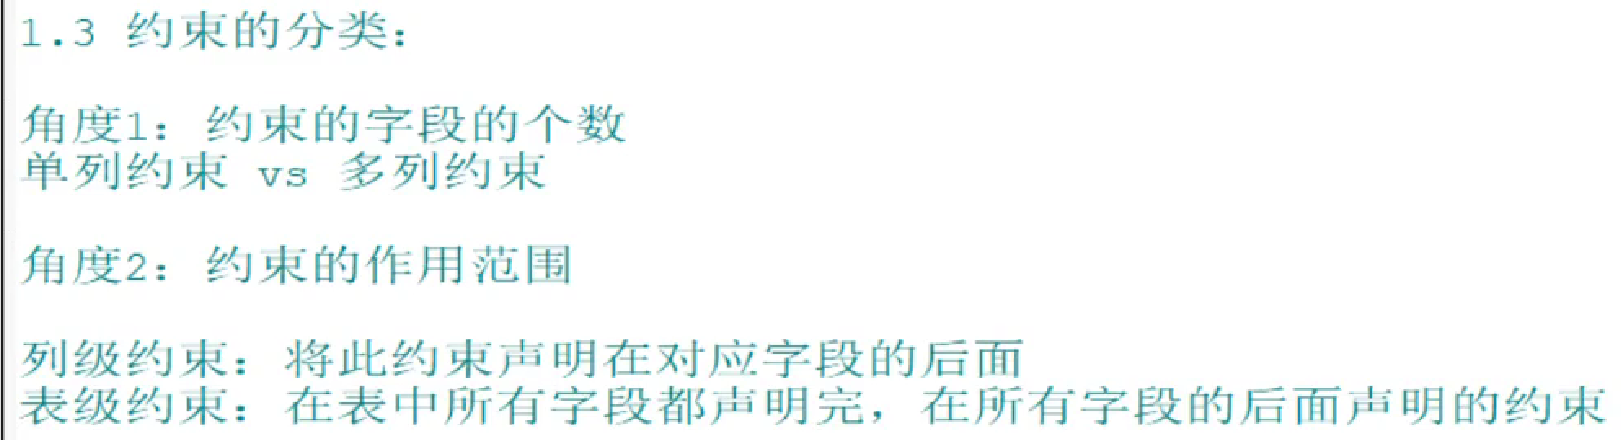 1.3 约束的分类：
角度1：约束的字段的个数
单列约束 vs 多列约束
角度2：约束的作用范围
列级约束：将此约束声明在对应字段的后面
表级约束：在表中所有字段都声明完，在所有字段的后面声明的约束